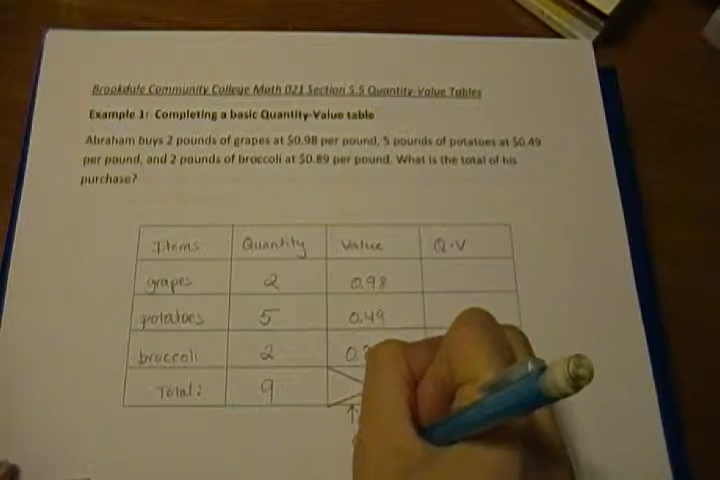 Brookdale Community College Math 021 Section 5.5 Quantity-Value Tables
Example 1: Completing a basic Quantity-Value table
Abraham buys 2 pounds of grapes at $0.98 per pound, 5 pounds of potatoes at $0.49
per pound, and 2 pounds of broccoli at $0.89 per pound. What is the total of his
purchase?
Items Quantity Value Q·V
grapes 2 0.98
potatoes 5 0.49
broccoli 2
Total: 9